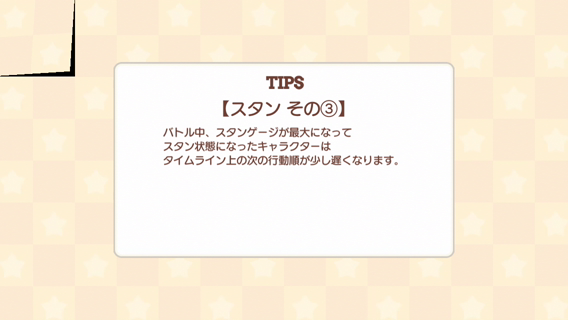 TIPS
【スタン その③】
バトル中、スタンゲージが最大になって
スタン状態になったキャラクターは
タイムライン上の次の行動順が少し遅くなります。